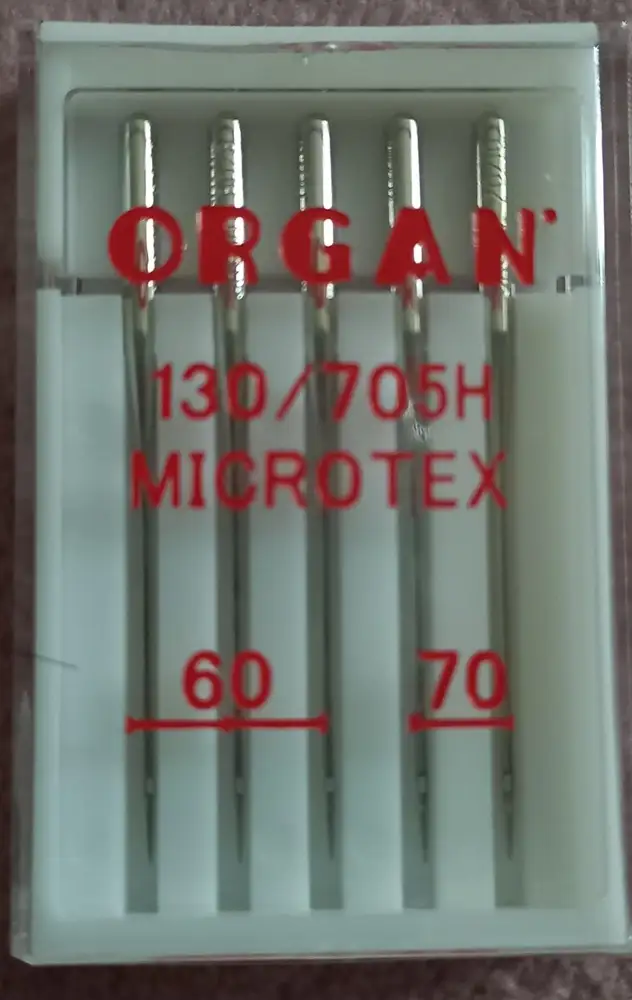 ORGAN
130/705H
MICROTEX
60 70